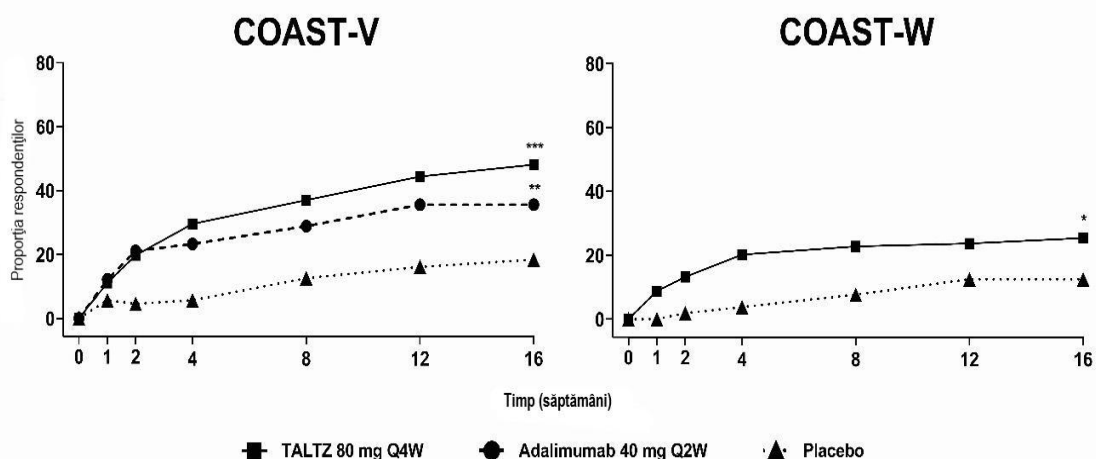 COAST-V
COAST-W
Proporția respondenților
80
60
40
20
0
***
**
0 1 2 4 8 12 16
80
60
40
20
0
*
0 1 2 4 8 12 16
Timp (săptămâni)
TALTZ 80 mg Q4W Adalimumab 40 mg Q2W Placebo